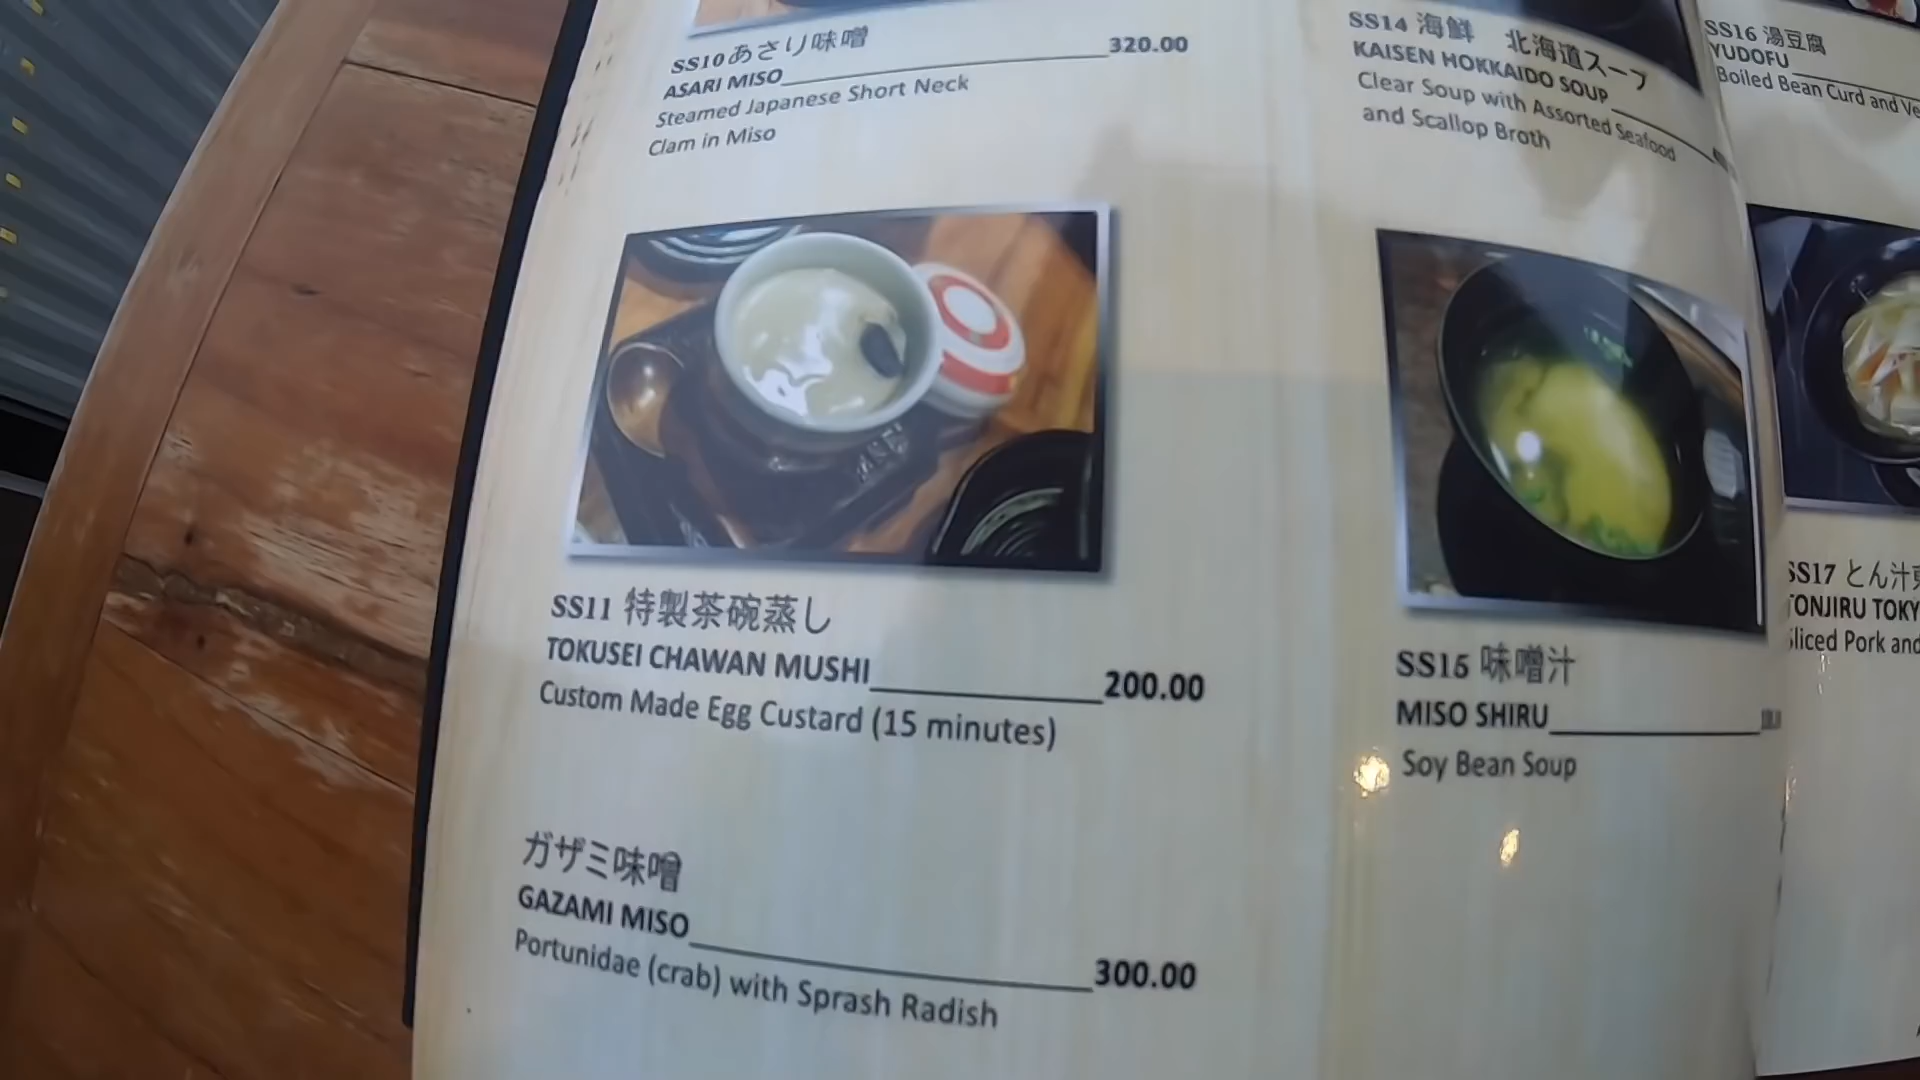 SS10 あさり味噌
ASARI MISO 320.00
Steamed Japanese Short Neck
Clam in Miso
SS11 特製茶碗蒸し
TOKUSEI CHAWAN MUSHI 200.00
Custom Made Egg Custard (15 minutes)
ガザミ味噌
GAZAMI MISO 300.00
Portunidae (crab) with Sprash Radish
SS14 海鮮 北海道スープ
KAISEN HOKKAIDO SOUP
Clear Soup with Assorted Seafood
and Scallop Broth
SS15 味噌汁
MISO SHIRU
Soy Bean Soup
SS16 湯豆腐
YUDOFU
Boiled Bean Curd and
SS17 とん汁
TONJIRU
Sliced Pork and